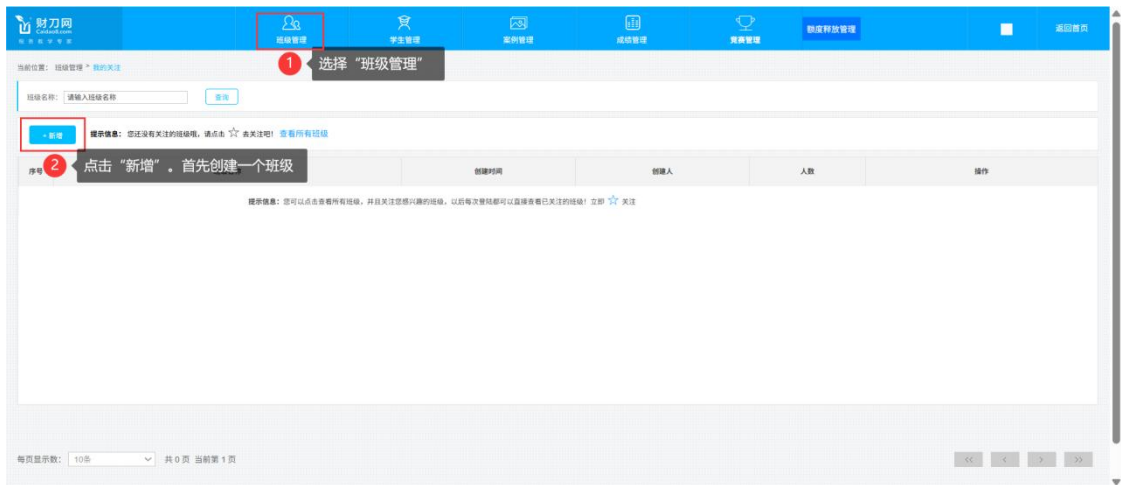 财刀网
Caidao8.com
班级管理
学生管理
案例管理
成绩管理
竞赛管理
额度释放管理
返回首页
1 选择“班级管理”
当前位置： 班级管理 > 我的关注
班级名称： 请输入班级名称 查询
+ 新增 提示信息：您还没有关注的班级哦，请点击 ☆ 去关注吧！ 查看所有班级
2 点击“新增”。首先创建一个班级
序号 创建时间 创建人 人数 操作
提示信息：您可以点击查看所有班级，并且关注您感兴趣的班级，以后每次登陆都可以直接查看已关注的班级！立即 ☆ 关注
每页显示数： 10条 共 0 页 当前第 1 页 << < > >>